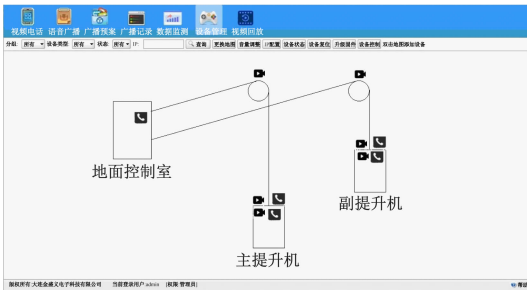 视频电话 语音广播 广播预案 广播记录 数据监测 设备管理 视频回放
分组: 所有 设备类型: 所有 状态: 所有 IP: 查询 更换地图 音量调整 IP配置 设备状态 设备复位 升级固件 设备控制 双击地图添加设备
地面控制室
副提升机
主提升机
版权所有 大连金盛义电子科技有限公司 当前登录用户 admin [权限 管理员]